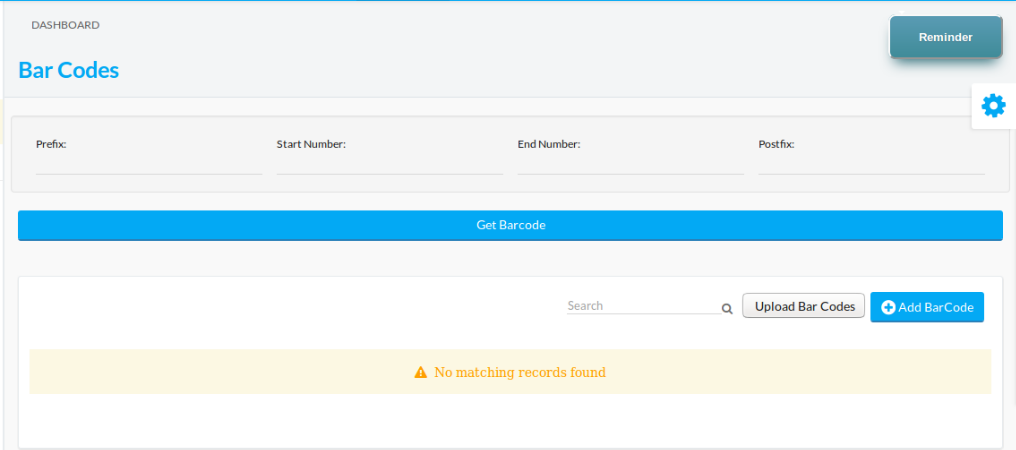 DASHBOARD
Reminder
Bar Codes
Prefix: Start Number: End Number: Postfix:
Get Barcode
Search Upload Bar Codes Add BarCode
No matching records found